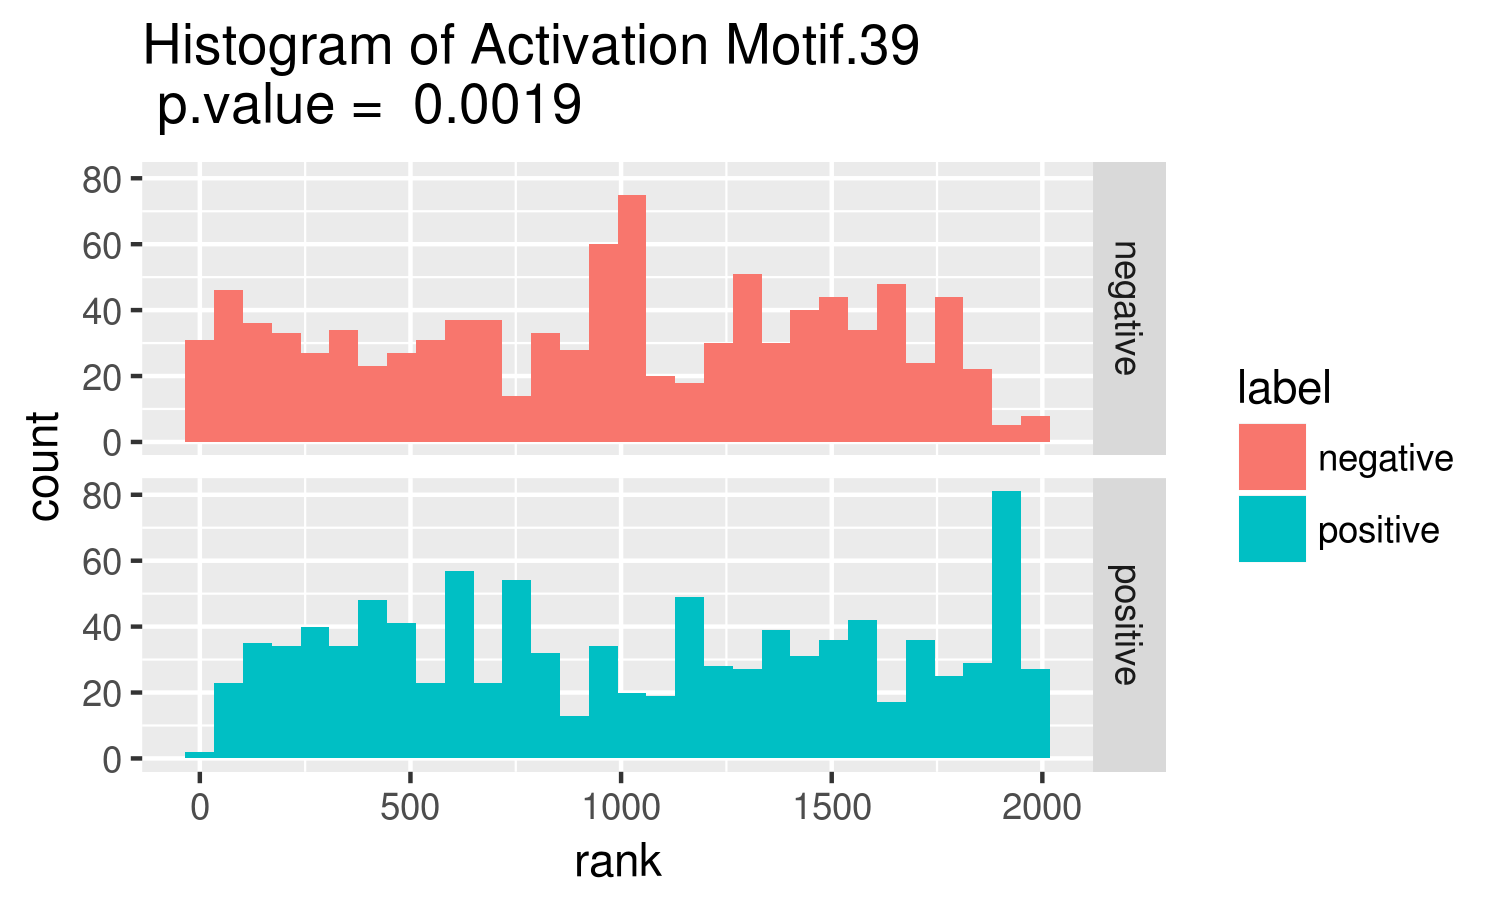 Histogram of Activation Motif.39
p.value =  0.0019
80
60
40
20
0
negative
80
60
40
20
0
positive
count
0 500 1000 1500 2000
rank
label
negative
positive